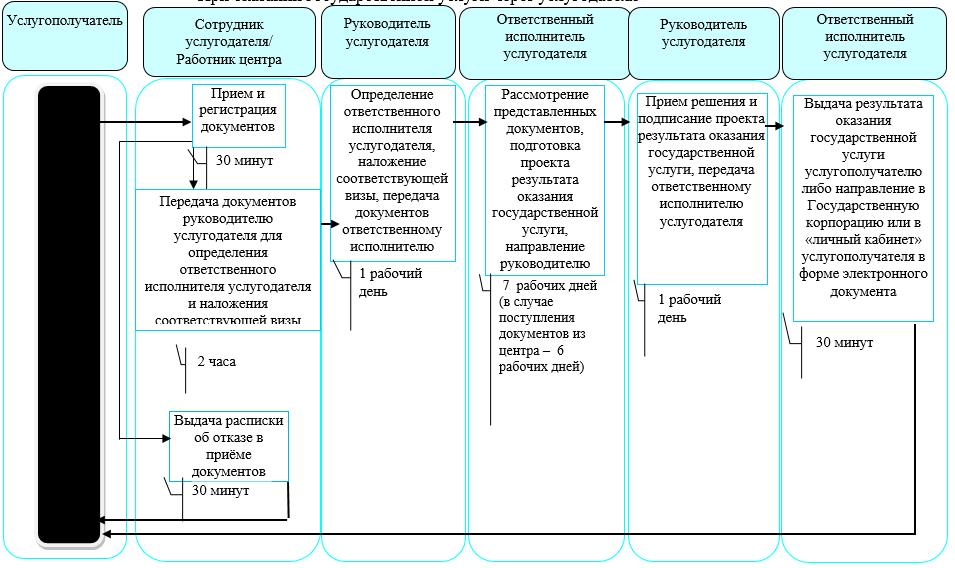 Услугополучатель
Сотрудник
услугодателя/
Работник центра
Руководитель
услугодателя
Ответственный
исполнитель
услугодателя
Руководитель
услугодателя
Ответственный
исполнитель
услугодателя
Прием и
регистрация
документов
30 минут
Передача документов
руководителю
услугодателя для
определения
ответственного
исполнителя услугодателя
и наложения
соответствующей визы
2 часа
Выдача расписки
об отказе в
приёме
документов
30 минут
Определение
ответственного
исполнителя
услугодателя,
наложение
соответствующей
визы, передача
документов
ответственному
исполнителю
1 рабочий
день
Рассмотрение
представленных
документов,
подготовка
проекта
результата
оказания
государственной
услуги,
направление
руководителю
7 рабочих дней
(в случае
поступления
документов из
центра – 6
рабочих дней)
Прием решения и
подписание проекта
результата оказания
государственной
услуги, передача
ответственному
исполнителю
услугодателя
1 рабочий
день
Выдача результата
оказания
государственной
услуги
услугополучателю
либо направление в
Государственную
корпорацию или в
«личный кабинет»
услугополучателя в
форме электронного
документа
30 минут